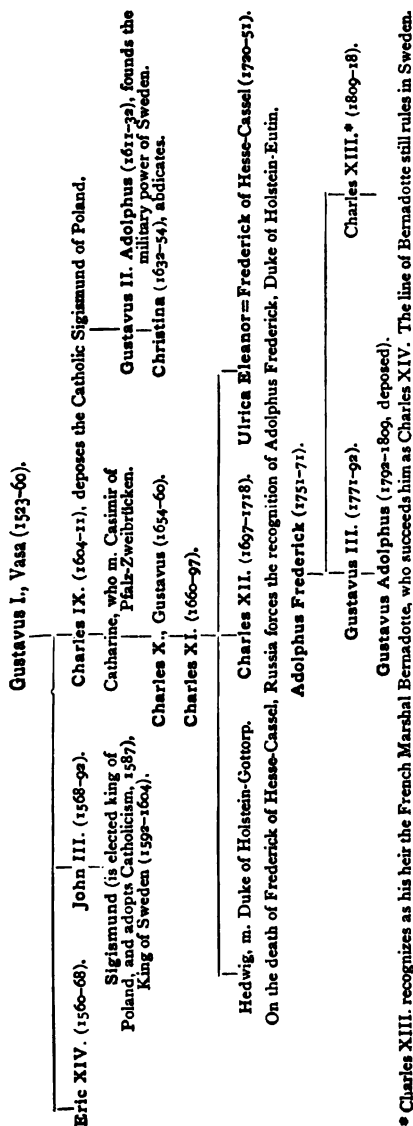 Gustavus I., Vasa (1523-60).
Eric XIV. (1560-68). John III. (1568-92). Charles IX. (1604-11), deposes the Catholic Sigismund of Poland.
Sigismund (is elected king of
Poland, and adopts Catholicism, 1587),
King of Sweden (1592-1604).
Catharine, who m. Casimir of
Pfalz-Zweibrücken.
Gustavus II. Adolphus (1611-32), founds the
military power of Sweden.
Christina (1632-54), abdicates.
Charles X., Gustavus (1654-60).
Charles XI. (1660-97).
Hedwig, m. Duke of Holstein-Gottorp. Charles XII. (1697-1718). Ulrica Eleanor=Frederick of Hesse-Cassel (1720-51).
On the death of Frederick of Hesse-Cassel, Russia forces the recognition of Adolphus Frederick, Duke of Holstein-Eutin.
Adolphus Frederick (1751-71)
Gustavus III. (1771-92) Charles XIII.* (1809-18).
Gustavus Adolphus (1792-1809, deposed).
* Charles XIII. recognizes as his heir the French Marshal Bernadotte, who succeeds him as Charles XIV. The line of Bernadotte still rules in Sweden.